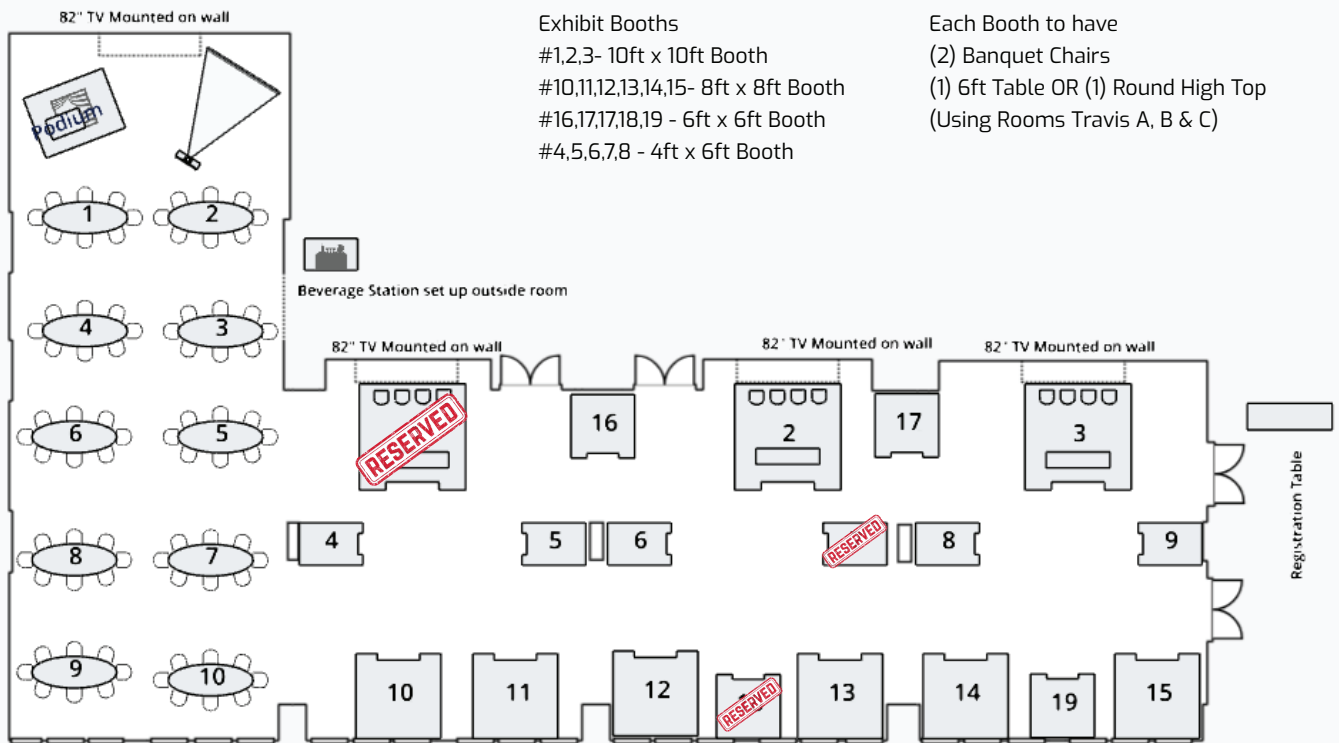 82" TV Mounted on wall
Exhibit Booths
#1,2,3- 10ft x 10ft Booth
#10,11,12,13,14,15- 8ft x 8ft Booth
#16,17,17,18,19 - 6ft x 6ft Booth
#4,5,6,7,8 - 4ft x 6ft Booth
Each Booth to have
(2) Banquet Chairs
(1) 6ft Table OR (1) Round High Top
(Using Rooms Travis A, B & C)
Podium
1
2
Beverage Station set up outside room
4
3
82" TV Mounted on wall
82" TV Mounted on wall
82" TV Mounted on wall
6
5
RESERVED
16
2
17
3
Registration Table
8
7
4
5
6
RESERVED
8
9
9
10
10
11
12
RESERVED
13
14
19
15